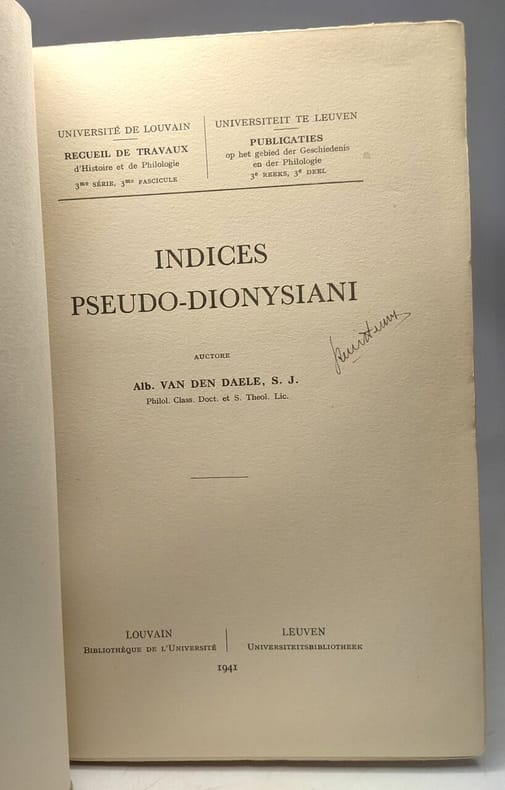 UNIVERSITÉ DE LOUVAIN
RECUEIL DE TRAVAUX
d'Histoire et de Philologie
3me SÉRIE, 3me FASCICULE
UNIVERSITEIT TE LEUVEN
PUBLICATIES
op het gebied der Geschiedenis
en der Philologie
3e REEKS, 3e DEEL
INDICES
PSEUDO-DIONYSIANI
AUCTORE
Alb. VAN DEN DAELE, S. J.
Philol. Class. Doct. et S. Theol. Lic.
LOUVAIN
BIBLIOTHÈQUE DE L'UNIVERSITÉ
LEUVEN
UNIVERSITEITSBIBLIOTHEEK
1941